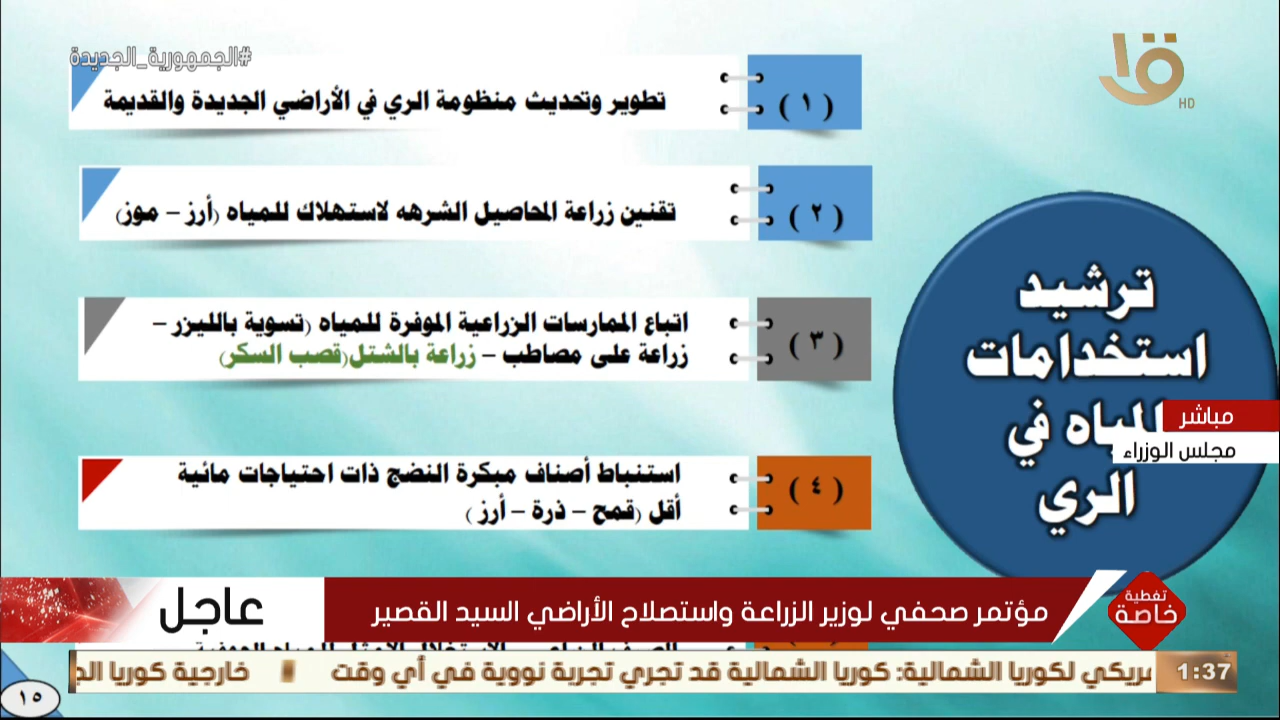 #الجمهورية_الجديدة
HD
( ١ )
تطوير وتحديث منظومة الري في الأراضي الجديدة والقديمة
( ٢ )
تقنين زراعة المحاصيل الشرهه لاستهلاك للمياه (أرز – موز)
( ٣ )
اتباع الممارسات الزراعية الموفرة للمياه (تسوية بالليزر –
زراعة على مصاطب – زراعة بالشتل(قصب السكر)
( ٤ )
استنباط أصناف مبكرة النضج ذات احتياجات مائية
أقل (قمح – ذرة – أرز )
ترشيد
استخدامات
المياه في
الري
مباشر
مجلس الوزراء
تغطية
خاصة
مؤتمر صحفي لوزير الزراعة واستصلاح الأراضي السيد القصير
عاجل
1:37
لكوريا الشمالية: كوريا الشمالية قد تجري تجربة نووية في أي وقت
خارجية كوريا
١٥